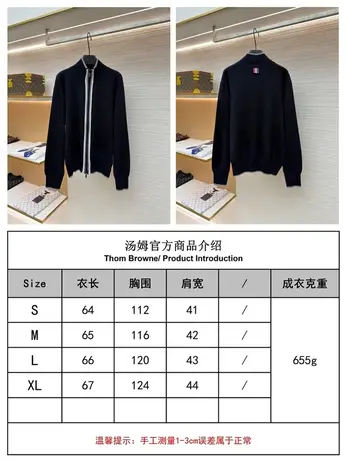 汤姆官方商品介绍
Thom Browne/ Product Introduction
Size 衣长 胸围 肩宽 / 成衣克重
S 64 112 41 /
M 65 116 42 /
L 66 120 43 / 655g
XL 67 124 44 /
/
温馨提示：手工测量1-3cm误差属于正常